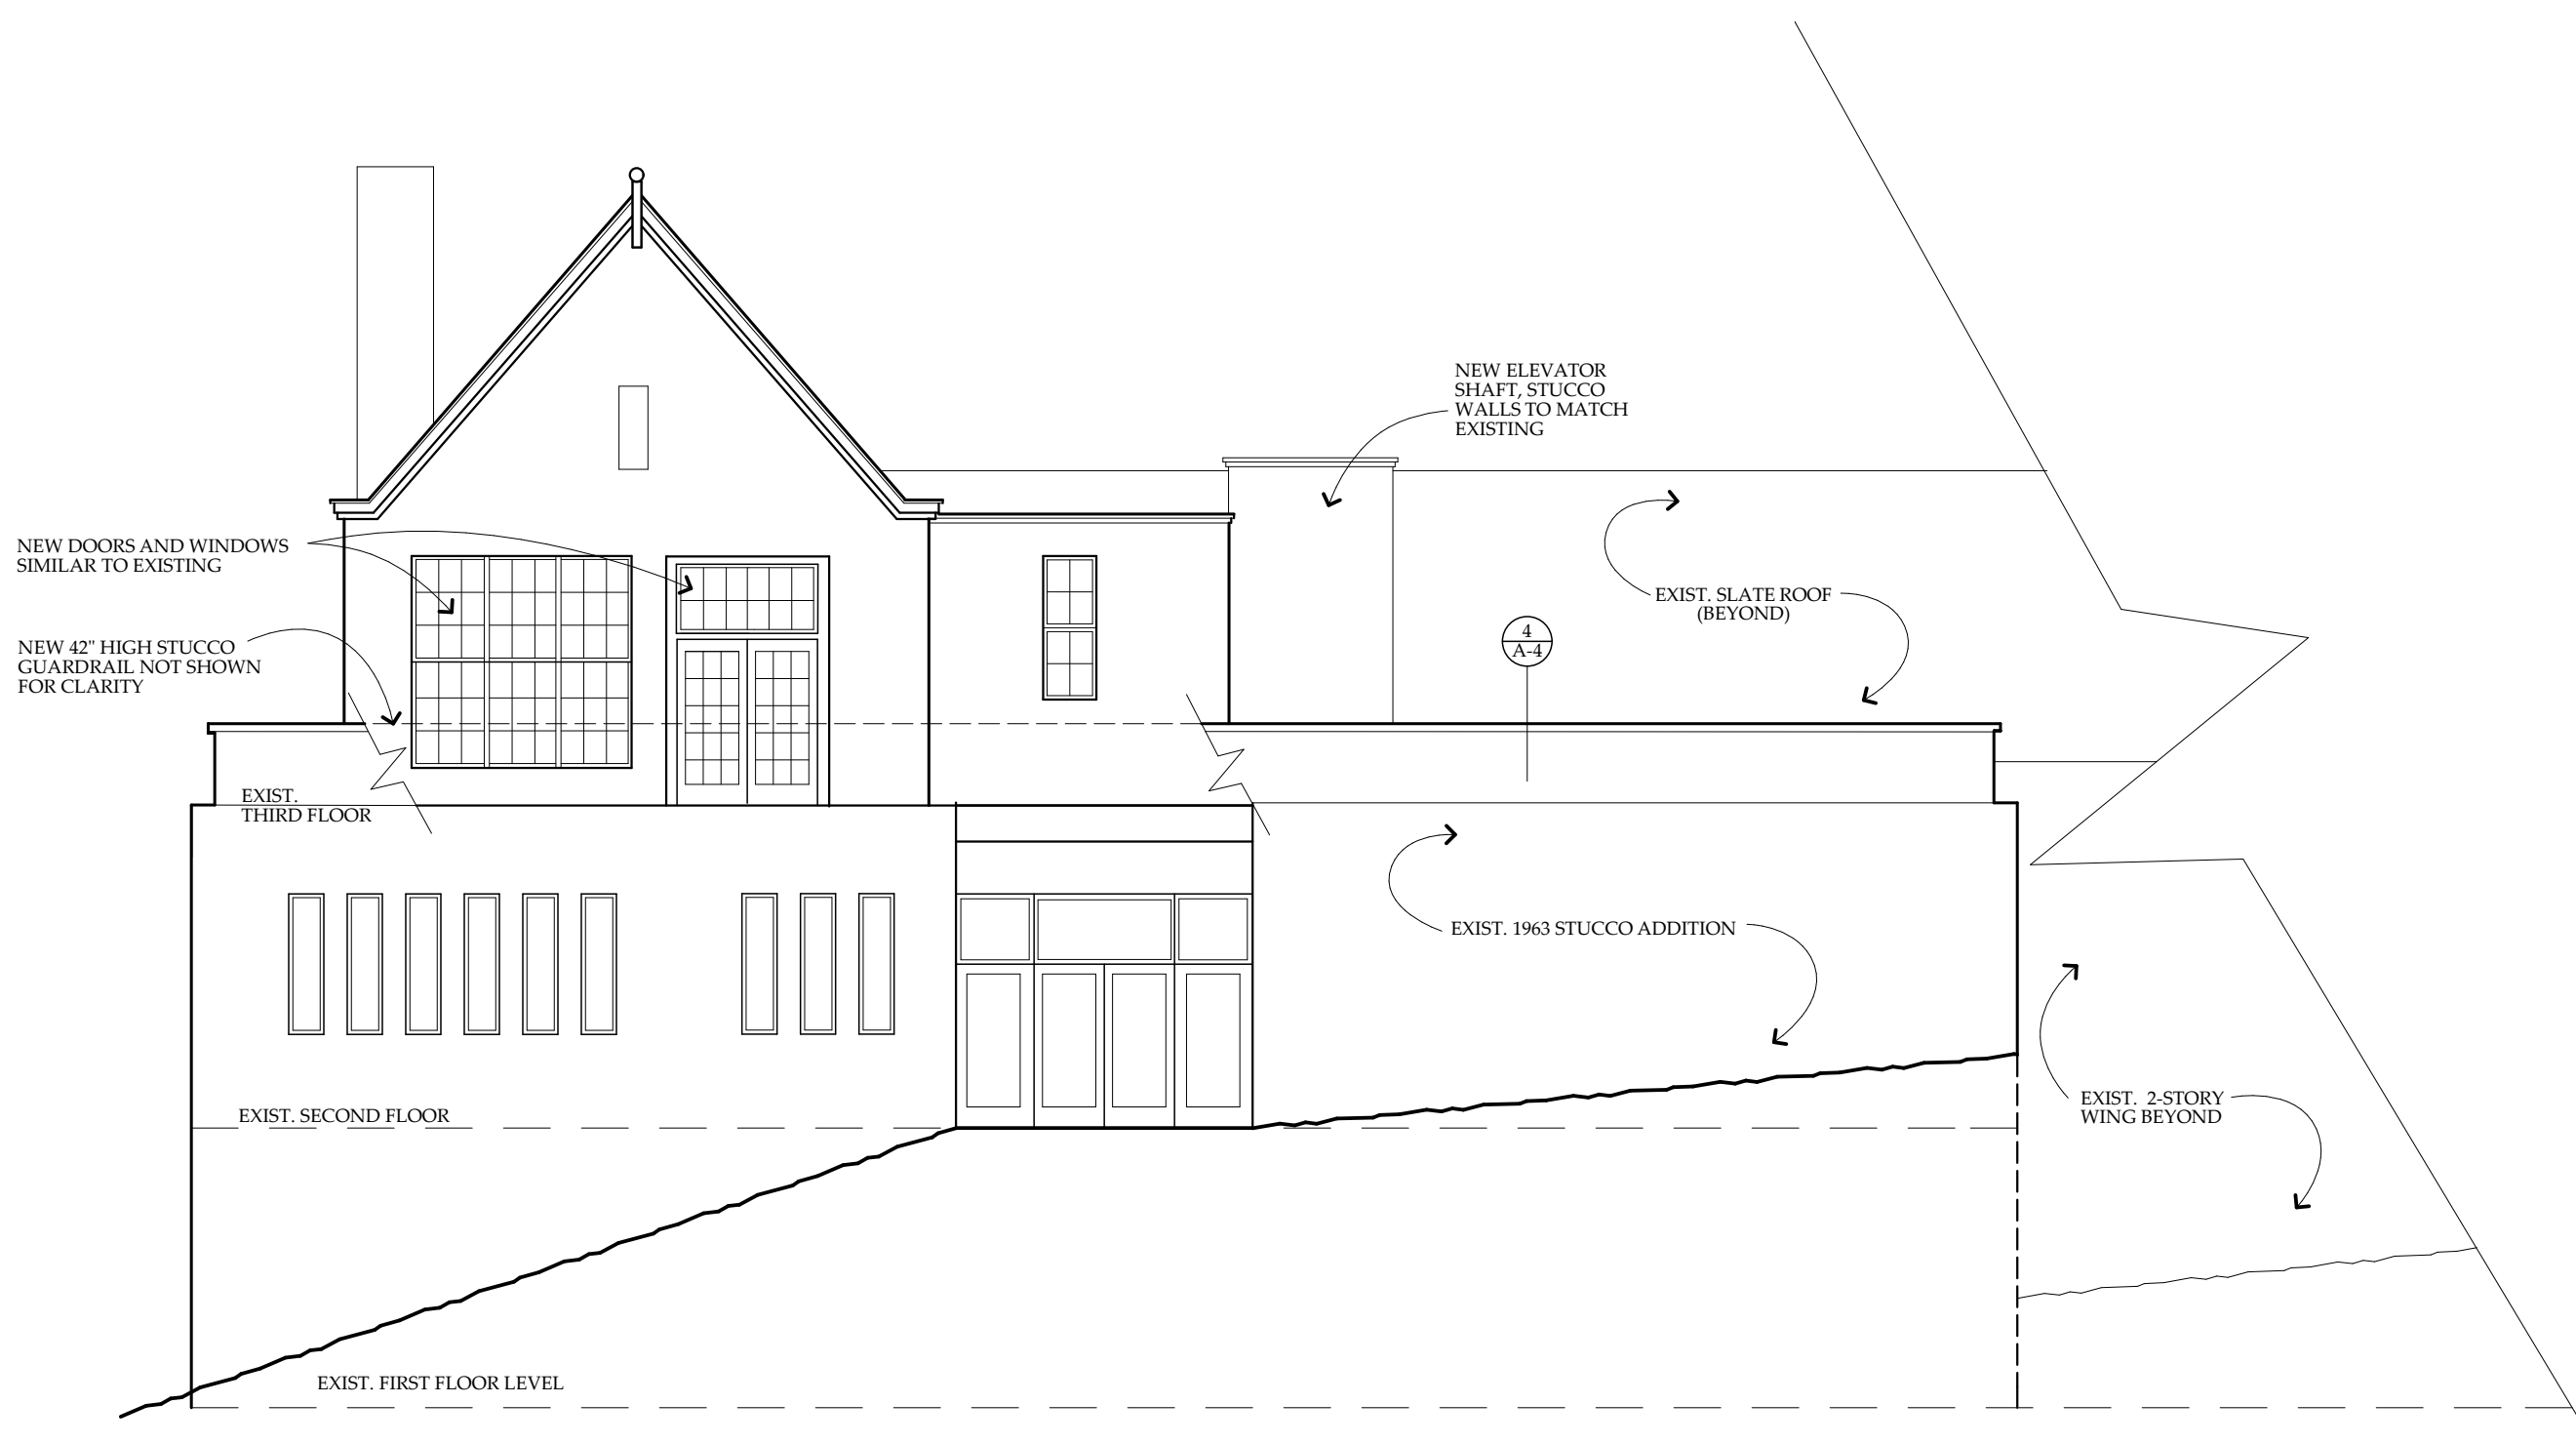 NEW ELEVATOR
SHAFT, STUCCO
WALLS TO MATCH
EXISTING
NEW DOORS AND WINDOWS
SIMILAR TO EXISTING
EXIST. SLATE ROOF
(BEYOND)
4
A-4
NEW 42" HIGH STUCCO
GUARDRAIL NOT SHOWN
FOR CLARITY
EXIST.
THIRD FLOOR
EXIST. 1963 STUCCO ADDITION
EXIST. SECOND FLOOR
EXIST. 2-STORY
WING BEYOND
EXIST. FIRST FLOOR LEVEL